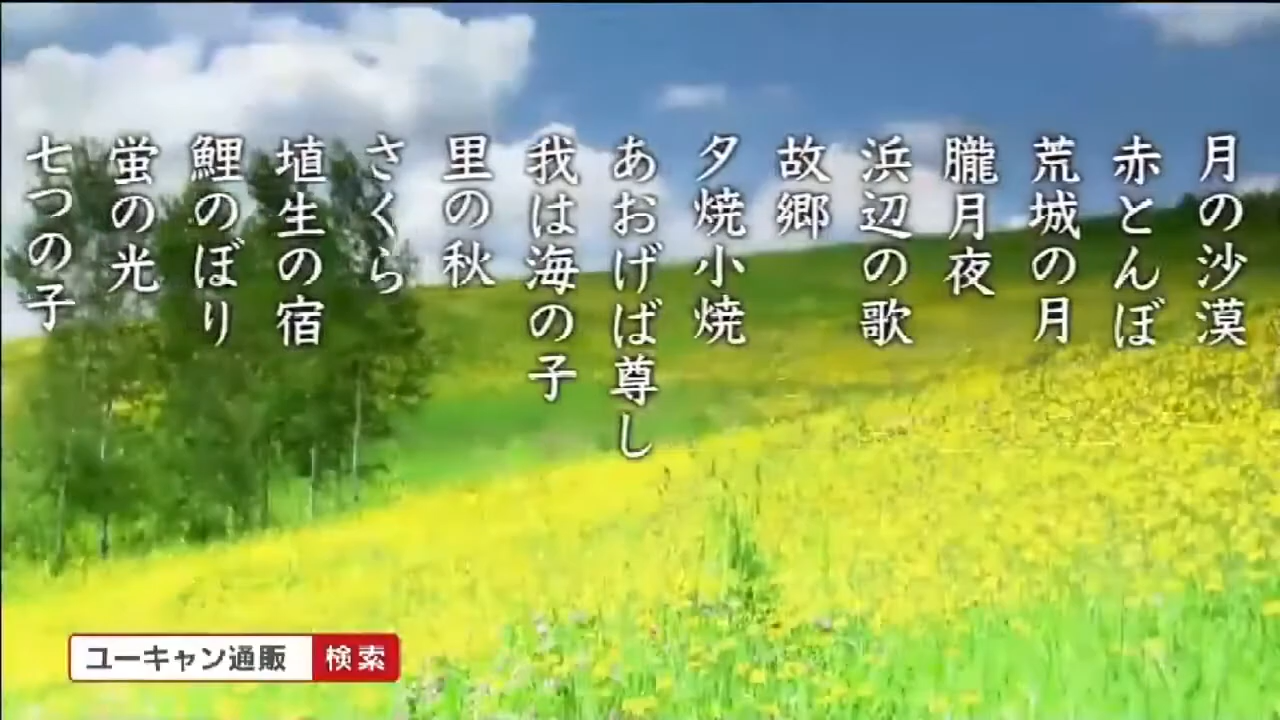 月の沙漠
赤とんぼ
荒城の月
朧月夜
浜辺の歌
故郷
夕焼小焼
あおげば尊し
我は海の子
里の秋
さくら
埴生の宿
鯉のぼり
蛍の光
七つの子
ユーキャン通販 検索